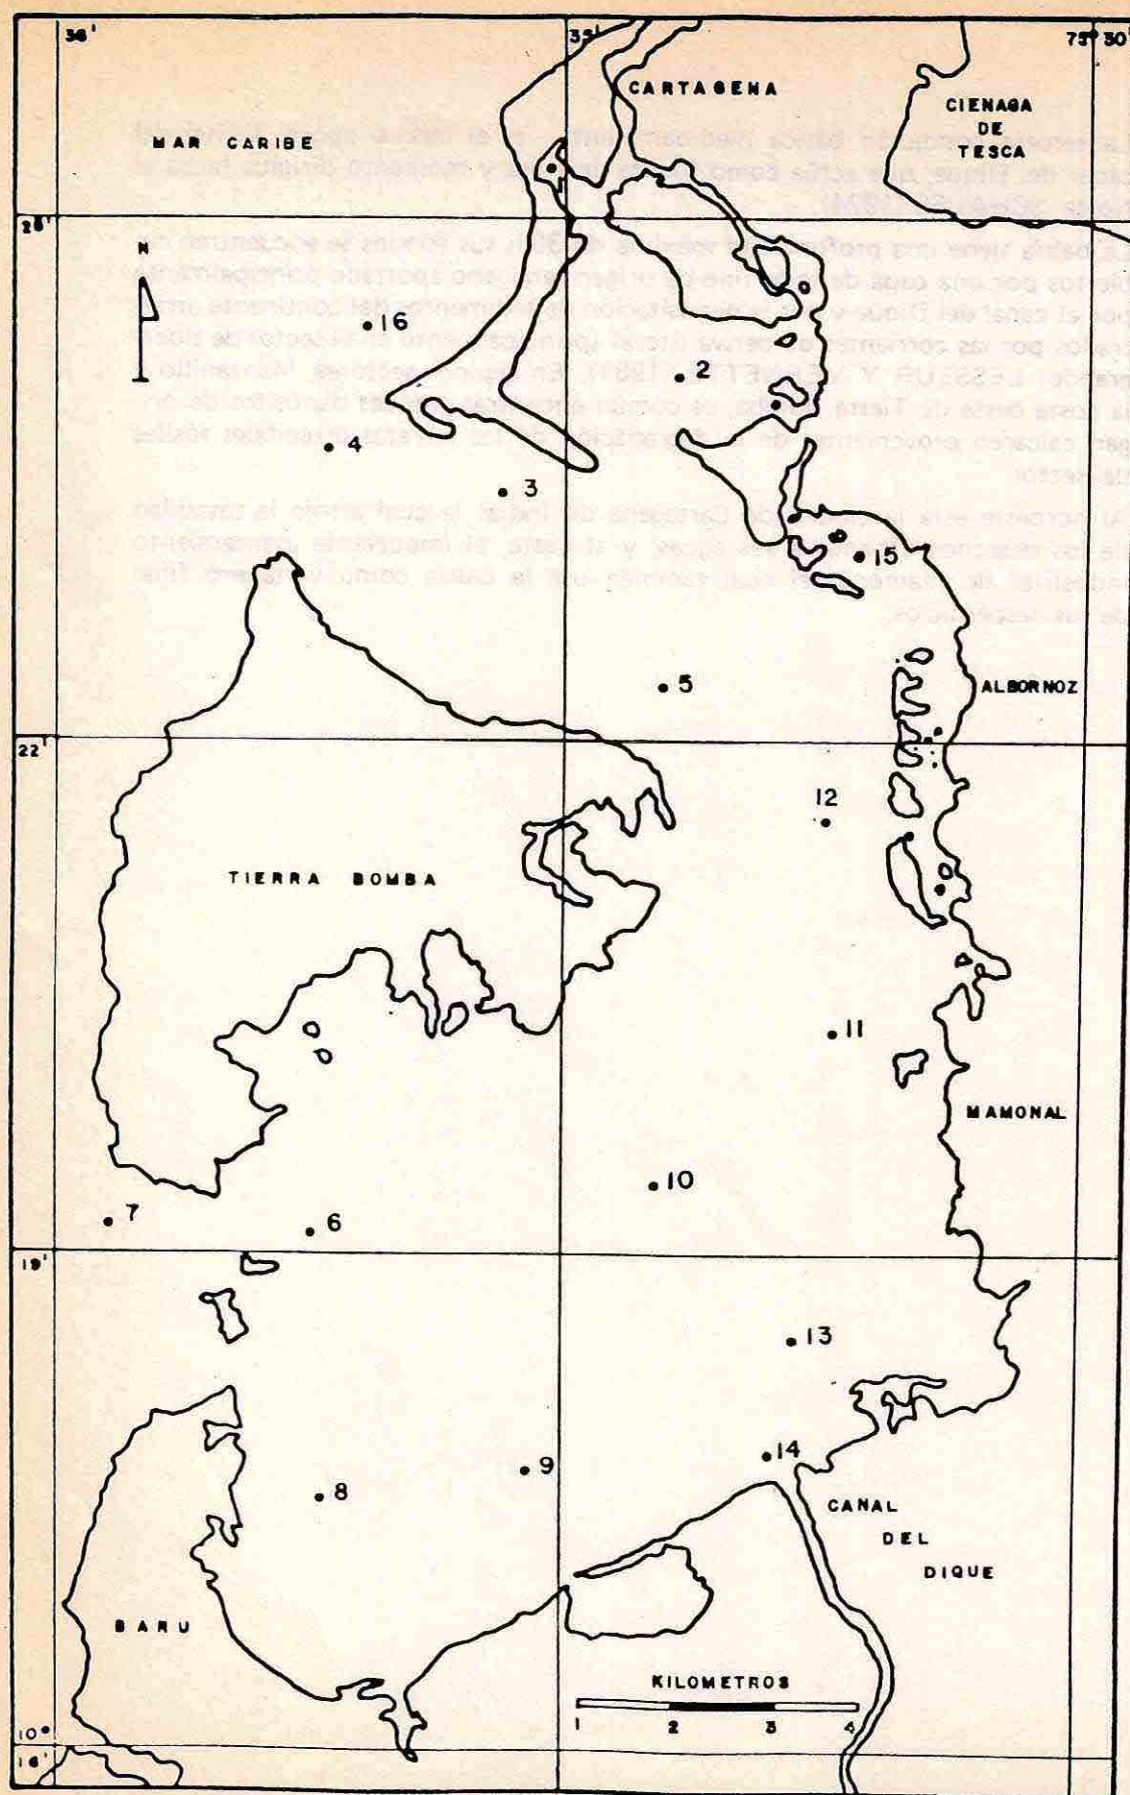 36'
35'
75° 30'
CARTAGENA
CIENAGA
DE
TESCA
MAR CARIBE
N
16
2
4
3
15
5
ALBORNOZ
22'
12
TIERRA BOMBA
11
MAMONAL
10
7
6
19'
13
14
9
8
CANAL
DEL
DIQUE
BARU
KILOMETROS
1
2
3
4
10°
16'